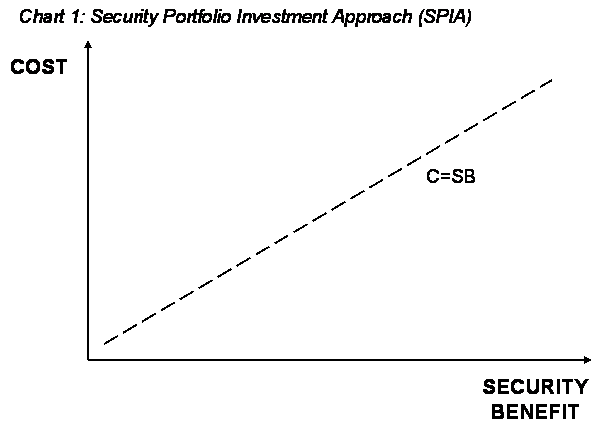 Chart 1: Security Portfolio Investment Approach (SPIA)
COST
C=SB
SECURITY
BENEFIT